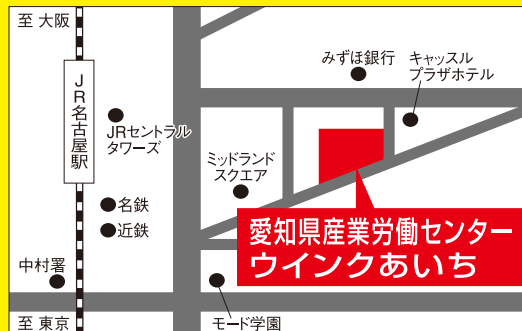 至 大阪
JR名古屋駅
JRセントラル
タワーズ
名鉄
近鉄
中村署
至 東京
みずほ銀行
キャッスル
プラザホテル
ミッドランド
スクエア
愛知県産業労働センター
ウインクあいち
モード学園